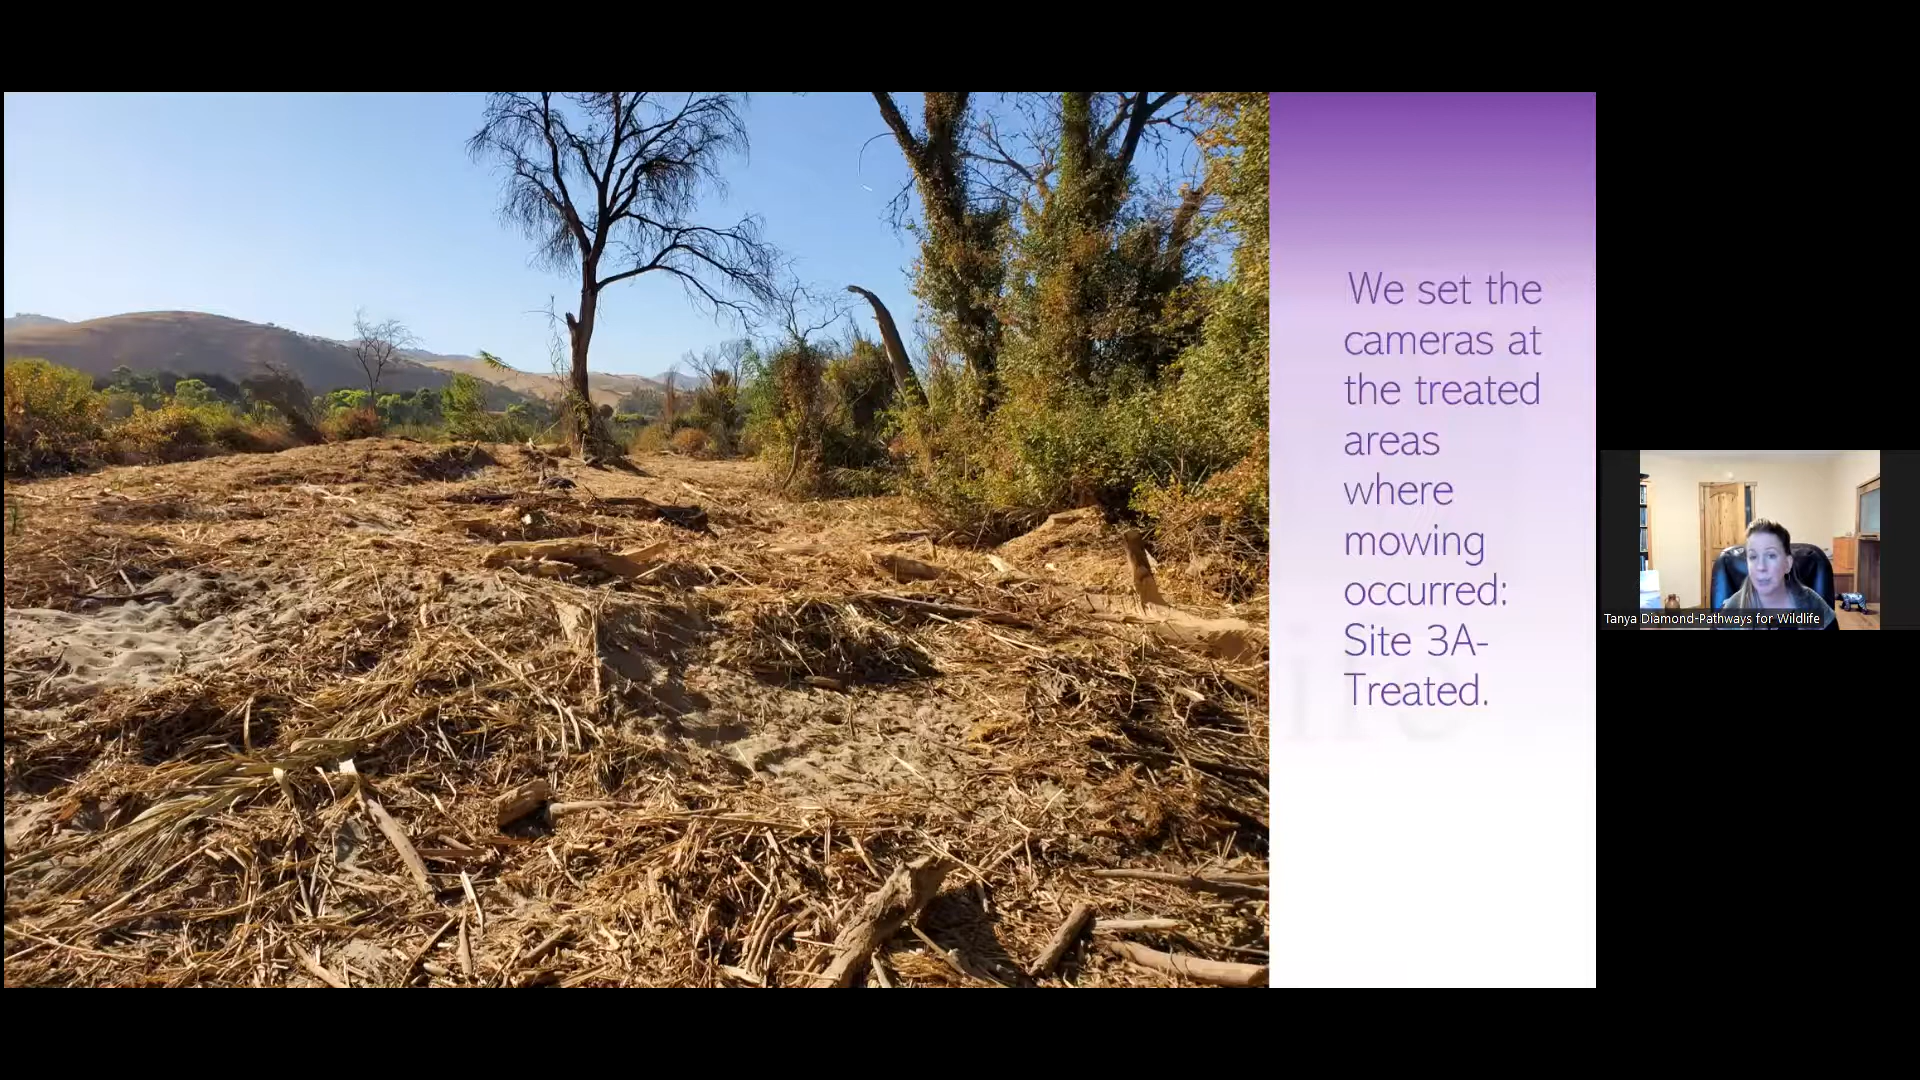 We set the
cameras at
the treated
areas
where
mowing
occurred:
Site 3A-
Treated.
Tanya Diamond-Pathways for Wildlife